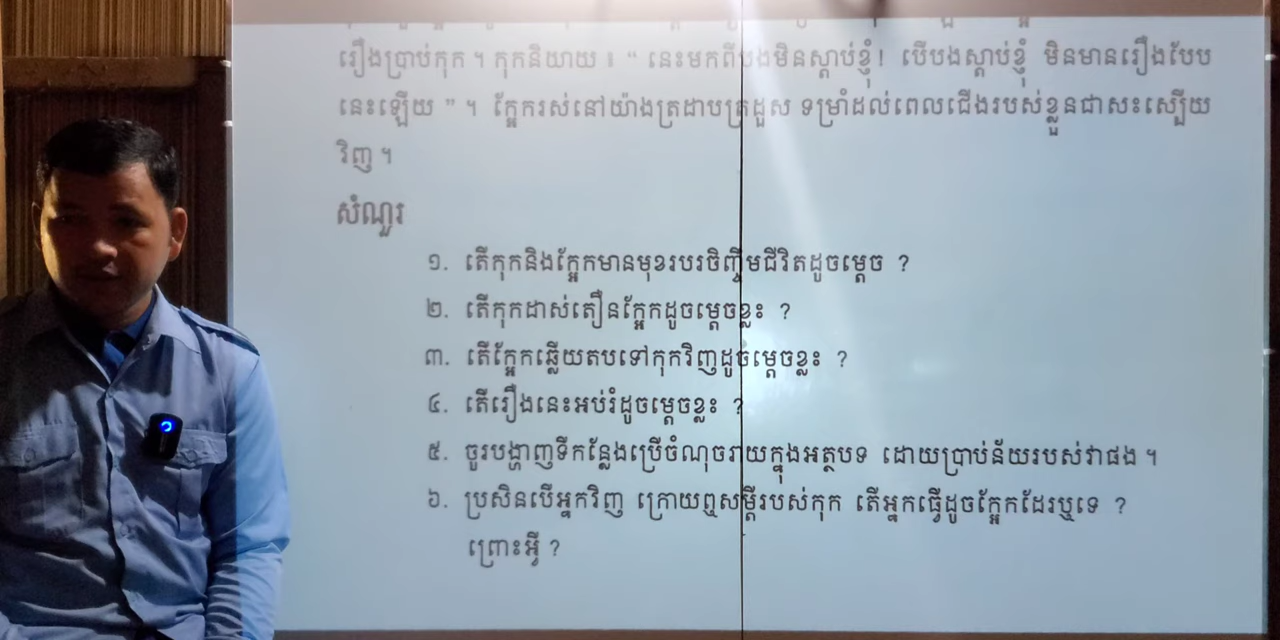 រឿងប្រាប់កុក ។ កុកនិយាយ ៖ “ នេះមកពីបងមិនស្ដាប់ខ្ញុំ! បើបងស្ដាប់ខ្ញុំ មិនមានរឿងបែប
នេះឡើយ ” ។ ក្អែករស់នៅយ៉ាងត្រដាបត្រដួស ទម្រាំដល់ពេលជើងរបស់ខ្លួនជាសះស្បើយ
វិញ ។
សំណួរ
១. តើកុកនិងក្អែកមានមុខរបរចិញ្ចឹមជីវិតដូចម្ដេច ?
២. តើកុកដាស់តឿនក្អែកដូចម្ដេចខ្លះ ?
៣. តើក្អែកឆ្លើយតបទៅកុកវិញដូចម្ដេចខ្លះ ?
៤. តើរឿងនេះអប់រំដូចម្ដេចខ្លះ ?
៥. ចូរបង្ហាញទីកន្លែងប្រើចំណុចរាយក្នុងអត្ថបទ ដោយប្រាប់ន័យរបស់វាផង ។
៦. ប្រសិនបើអ្នកវិញ ក្រោយឮសម្ដីរបស់កុក តើអ្នកធ្វើដូចក្អែកដែរឬទេ ?
ព្រោះអ្វី ?